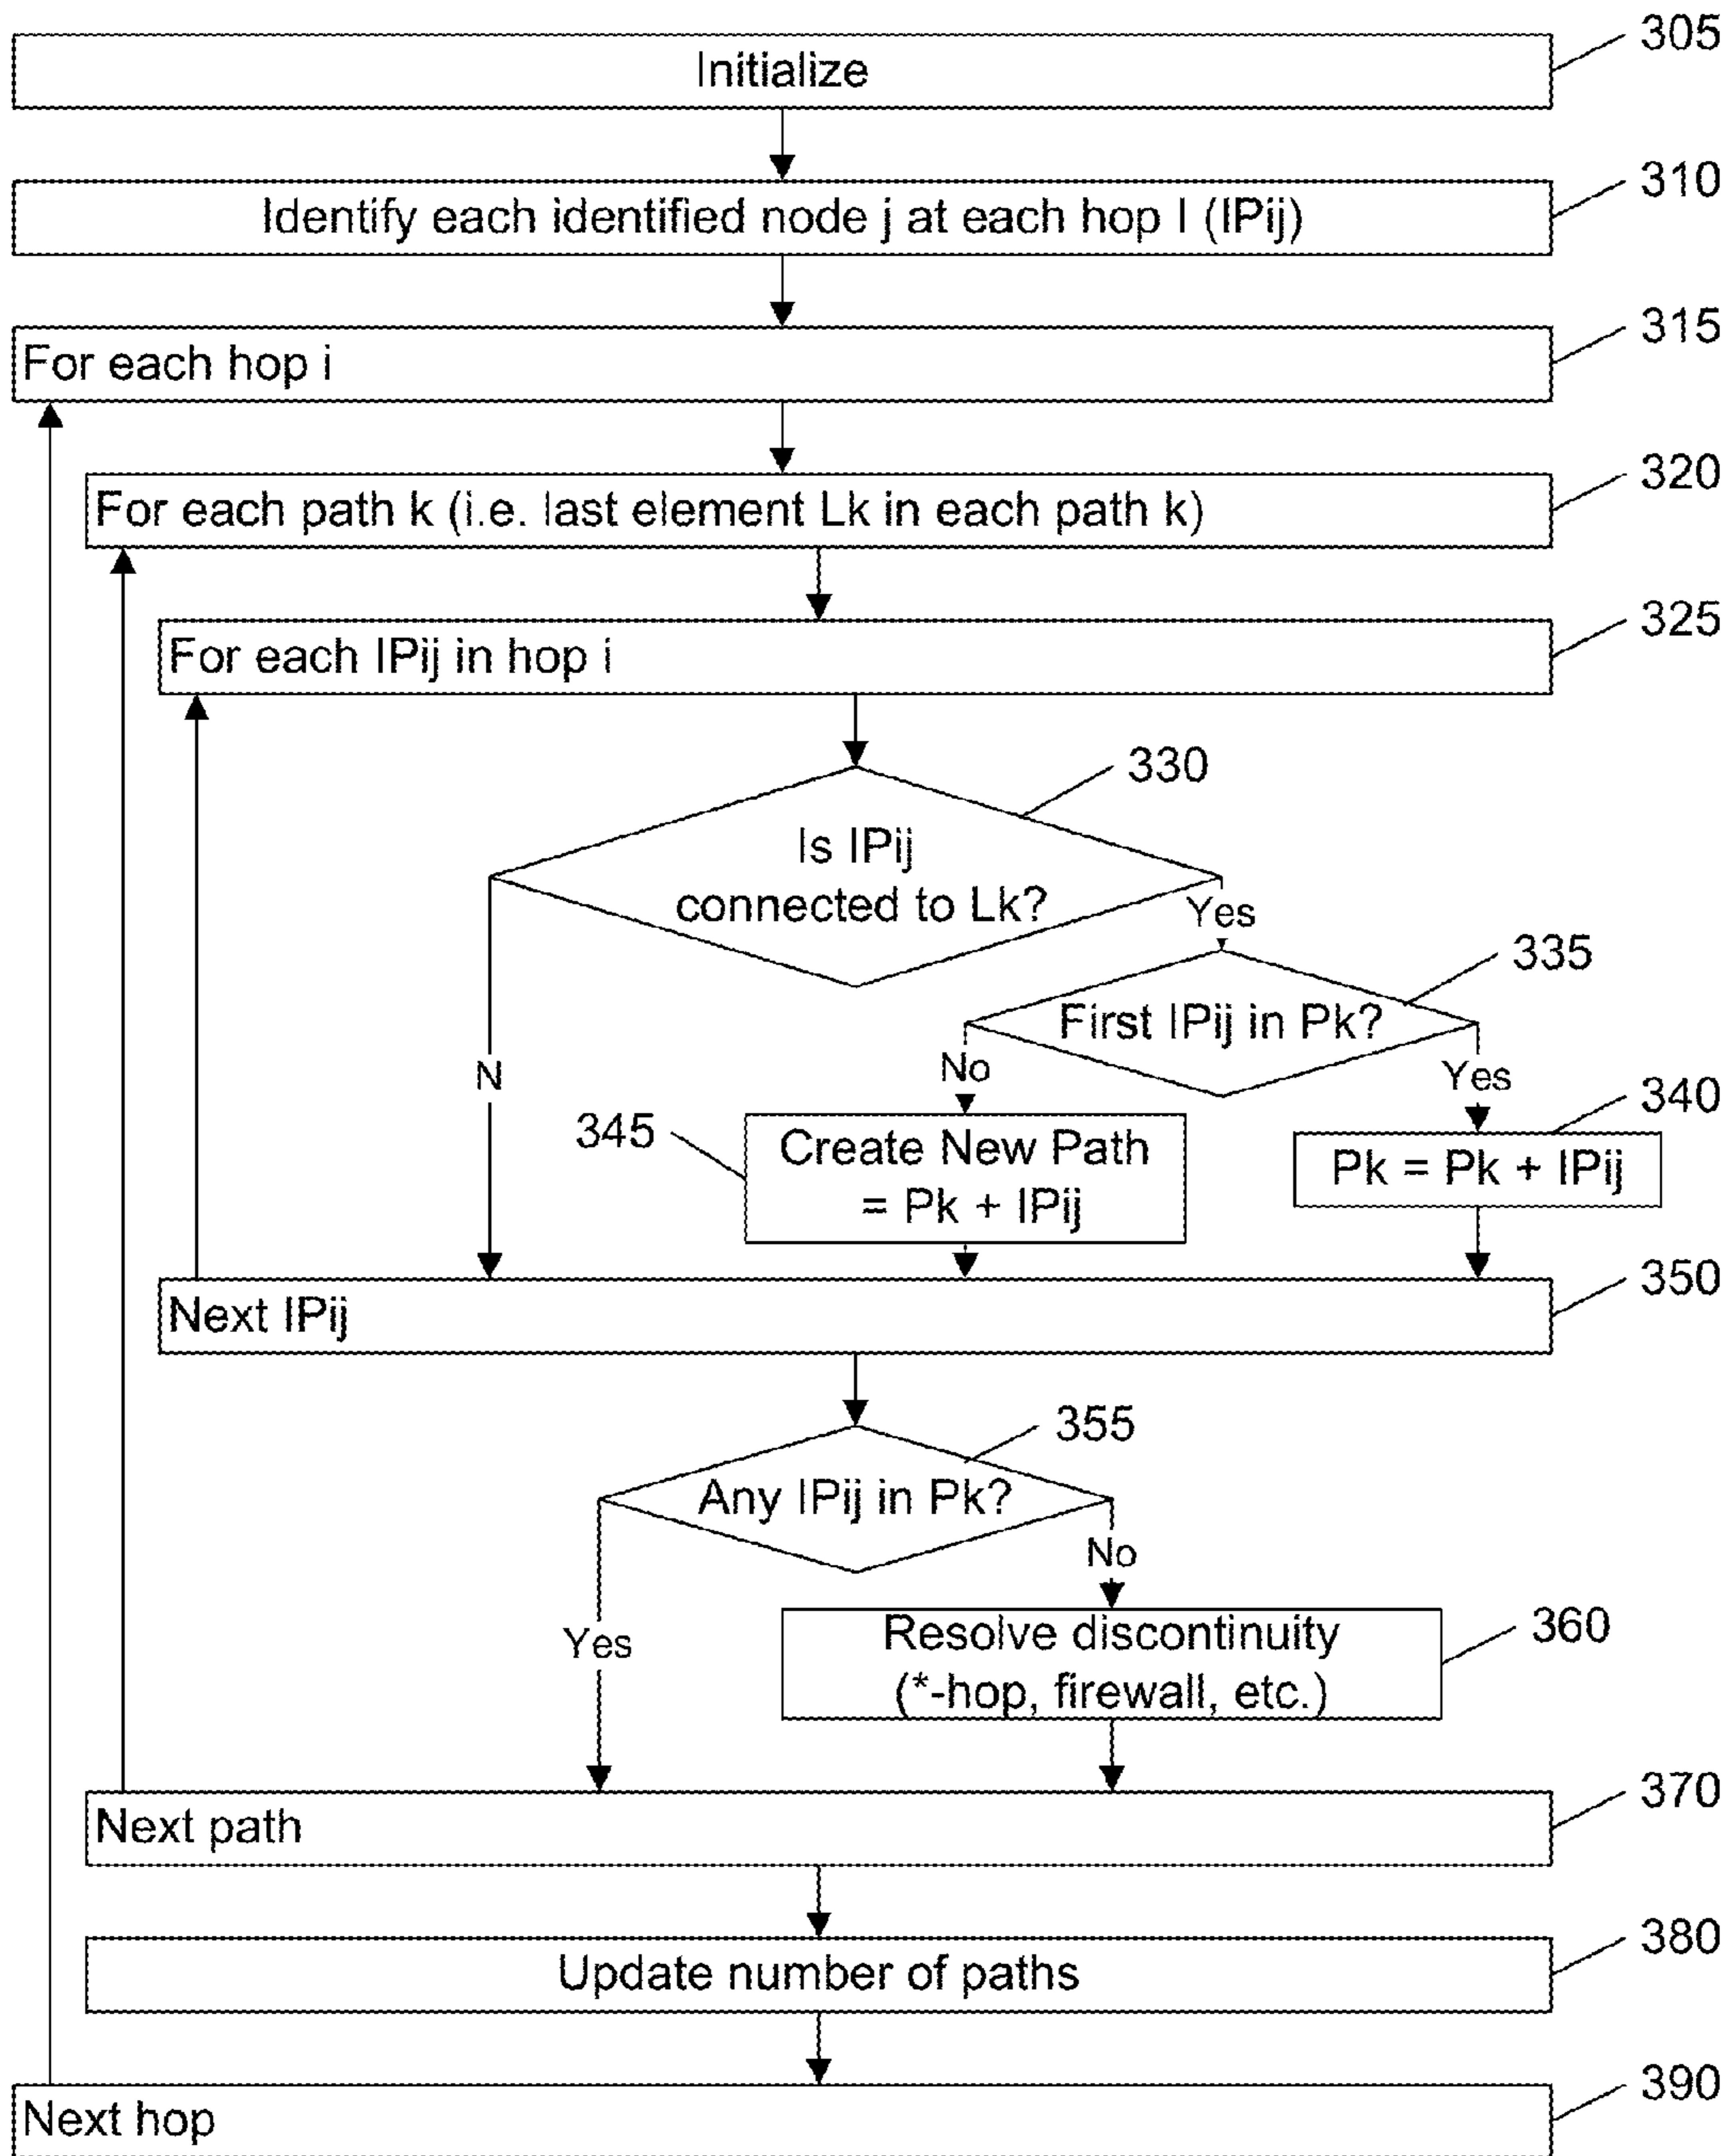 305
Initialize
310
Identify each identified node j at each hop I (IPij)
315
For each hop i
320
For each path k (i.e. last element Lk in each path k)
325
For each IPij in hop i
330
Is IPij
connected to Lk?
Yes
335
First IPij in Pk?
N
No
Yes
340
345
Create New Path
= Pk + IPij
Pk = Pk + IPij
350
Next IPij
355
Any IPij in Pk?
No
Yes
Resolve discontinuity
(*-hop, firewall, etc.)
360
370
Next path
380
Update number of paths
390
Next hop